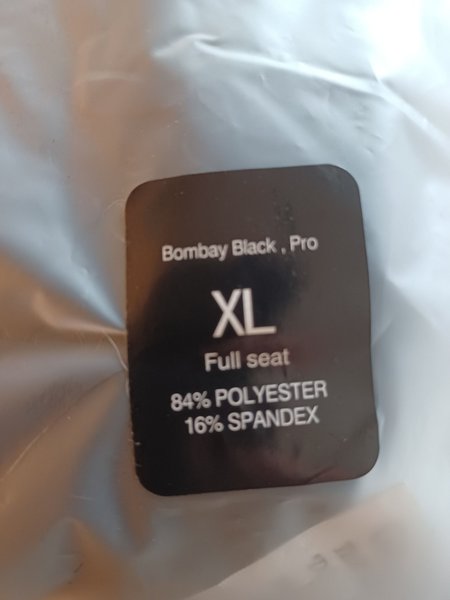 Bombay Black , Pro
XL
Full seat
84% POLYESTER
16% SPANDEX